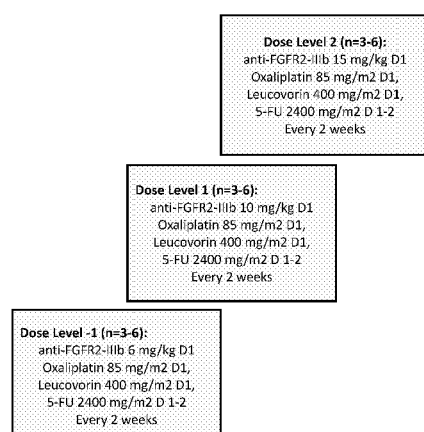 Dose Level 2 (n=3-6):
anti-FGFR2-IIIb 15 mg/kg D1
Oxaliplatin 85 mg/m2 D1,
Leucovorin 400 mg/m2 D1,
5-FU 2400 mg/m2 D 1-2
Every 2 weeks
Dose Level 1 (n=3-6):
anti-FGFR2-IIIb 10 mg/kg D1
Oxaliplatin 85 mg/m2 D1,
Leucovorin 400 mg/m2 D1,
5-FU 2400 mg/m2 D 1-2
Every 2 weeks
Dose Level -1 (n=3-6):
anti-FGFR2-IIIb 6 mg/kg D1
Oxaliplatin 85 mg/m2 D1,
Leucovorin 400 mg/m2 D1,
5-FU 2400 mg/m2 D 1-2
Every 2 weeks